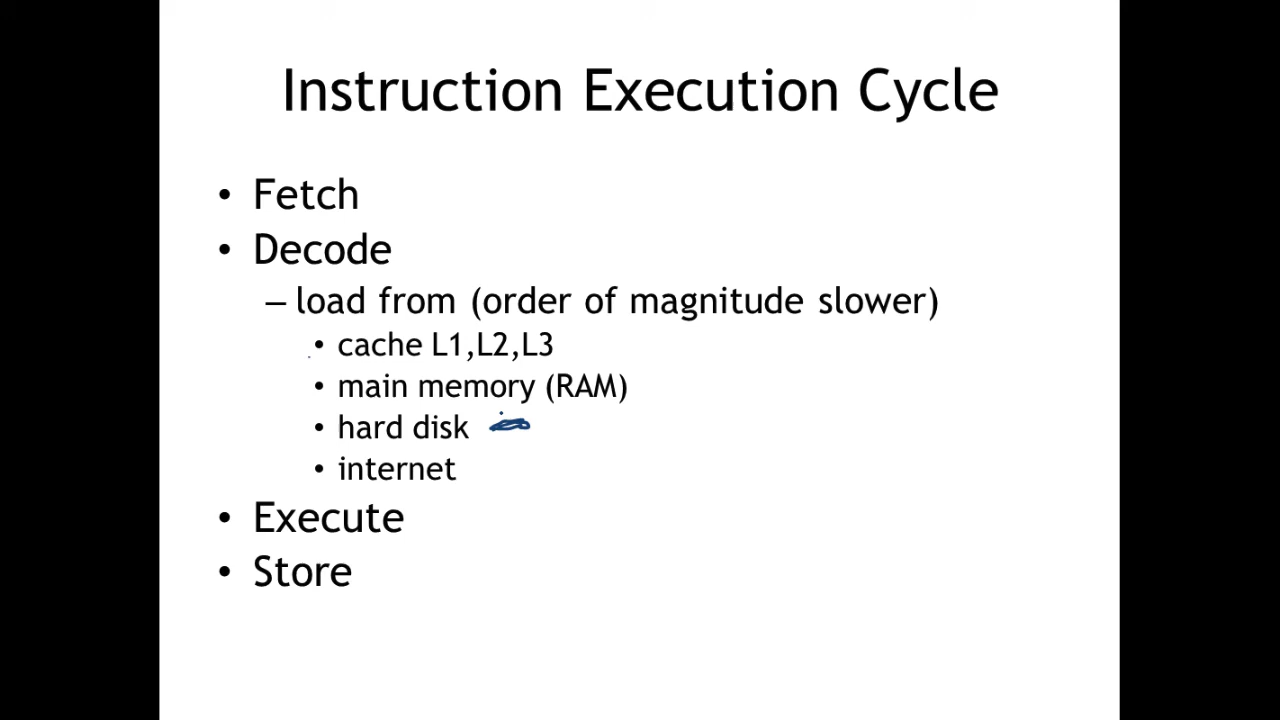 Instruction Execution Cycle
• Fetch
• Decode
– load from (order of magnitude slower)
• cache L1,L2,L3
• main memory (RAM)
• hard disk
• internet
• Execute
• Store